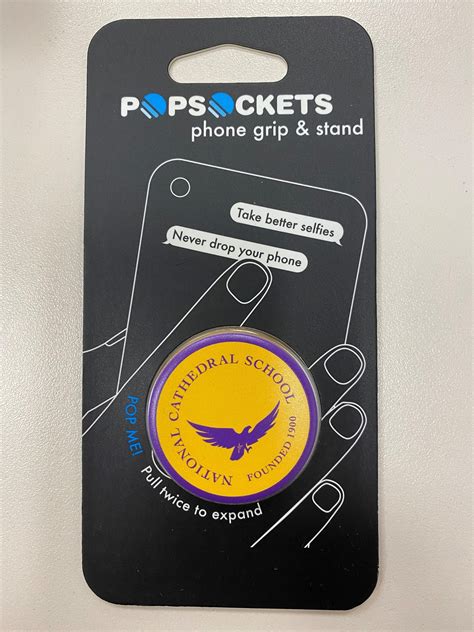 POPSOCKETS
phone grip & stand
Take better selfies
Never drop your phone
NATIONAL CATHEDRAL SCHOOL
FOUNDED 1900
POP ME!
Pull twice to expand